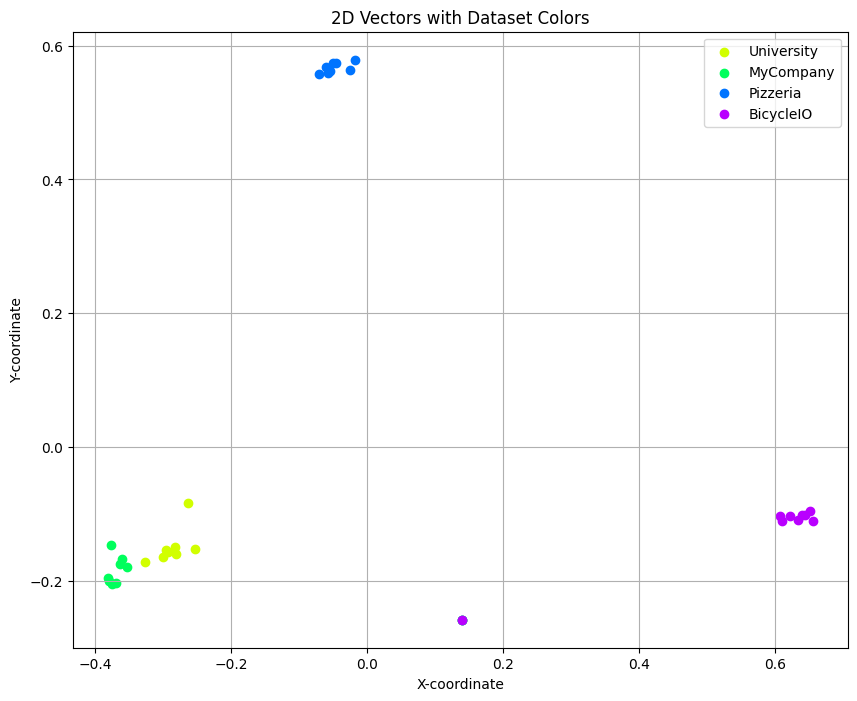 2D Vectors with Dataset Colors
University
MyCompany
Pizzeria
BicycleIO
0.6
0.4
0.2
0.0
−0.2
Y-coordinate
−0.4
−0.2
0.0
0.2
0.4
0.6
X-coordinate